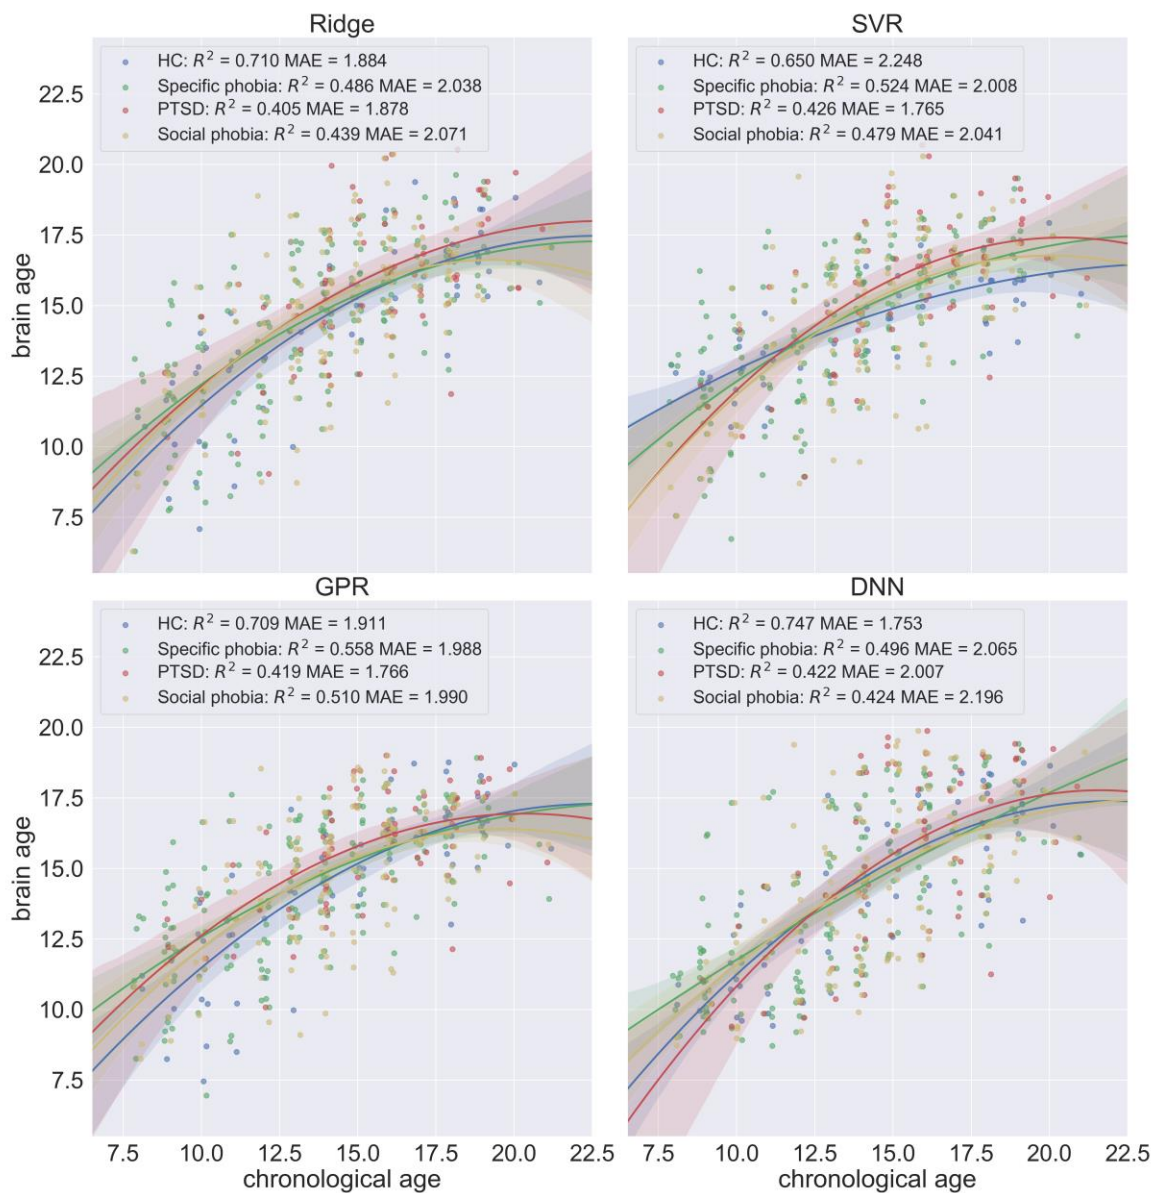 Ridge
HC: R² = 0.710 MAE = 1.884
Specific phobia: R² = 0.486 MAE = 2.038
PTSD: R² = 0.405 MAE = 1.878
Social phobia: R² = 0.439 MAE = 2.071
22.5
20.0
17.5
15.0
12.5
10.0
7.5
brain age
SVR
HC: R² = 0.650 MAE = 2.248
Specific phobia: R² = 0.524 MAE = 2.008
PTSD: R² = 0.426 MAE = 1.765
Social phobia: R² = 0.479 MAE = 2.041
GPR
HC: R² = 0.709 MAE = 1.911
Specific phobia: R² = 0.558 MAE = 1.988
PTSD: R² = 0.419 MAE = 1.766
Social phobia: R² = 0.510 MAE = 1.990
22.5
20.0
17.5
15.0
12.5
10.0
7.5
brain age
7.5 10.0 12.5 15.0 17.5 20.0 22.5
chronological age
DNN
HC: R² = 0.747 MAE = 1.753
Specific phobia: R² = 0.496 MAE = 2.065
PTSD: R² = 0.422 MAE = 2.007
Social phobia: R² = 0.424 MAE = 2.196
7.5 10.0 12.5 15.0 17.5 20.0 22.5
chronological age